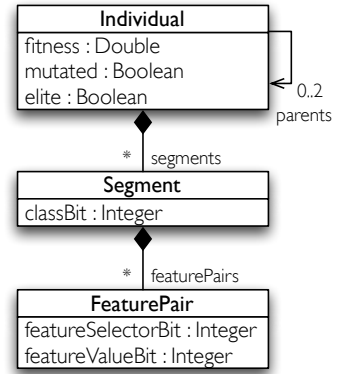 Individual
fitness : Double
mutated : Boolean
elite : Boolean
0..2
parents
* segments
Segment
classBit : Integer
* featurePairs
FeaturePair
featureSelectorBit : Integer
featureValueBit : Integer